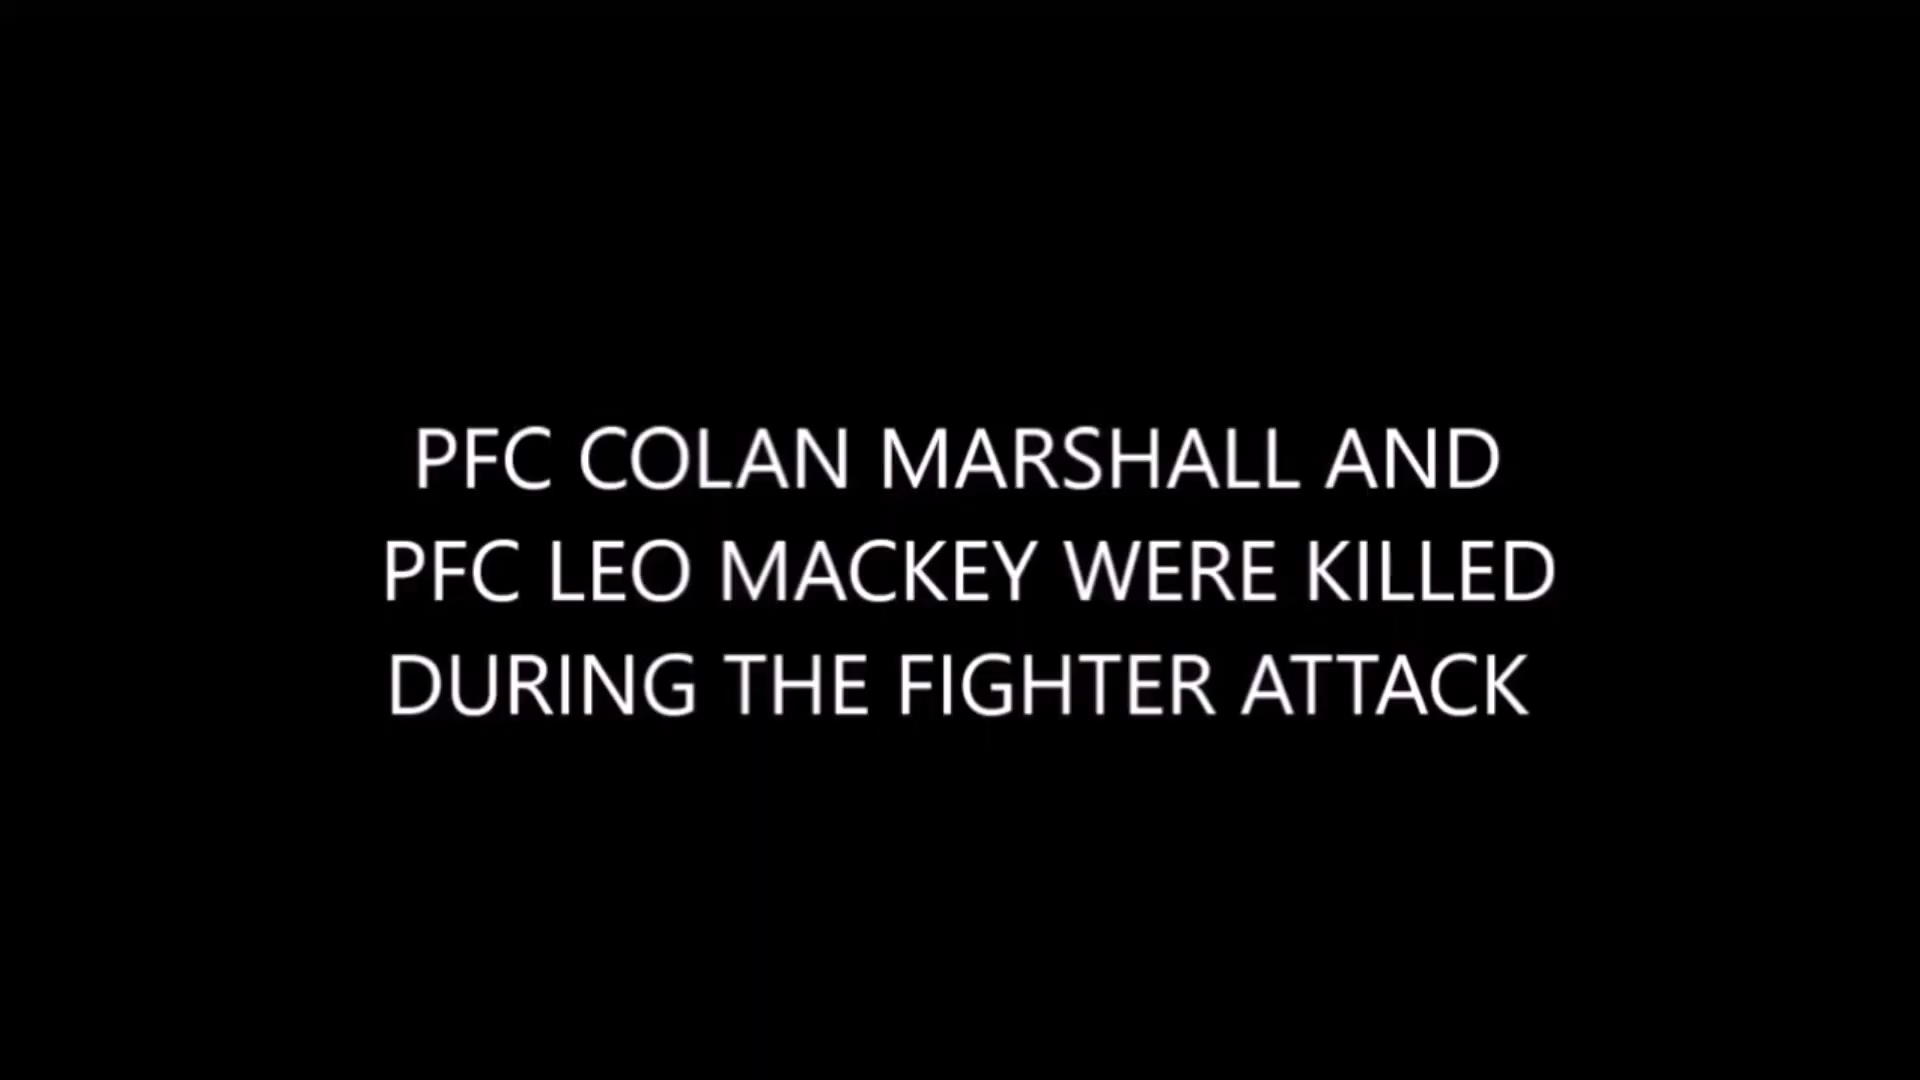 PFC COLAN MARSHALL AND
PFC LEO MACKEY WERE KILLED
DURING THE FIGHTER ATTACK